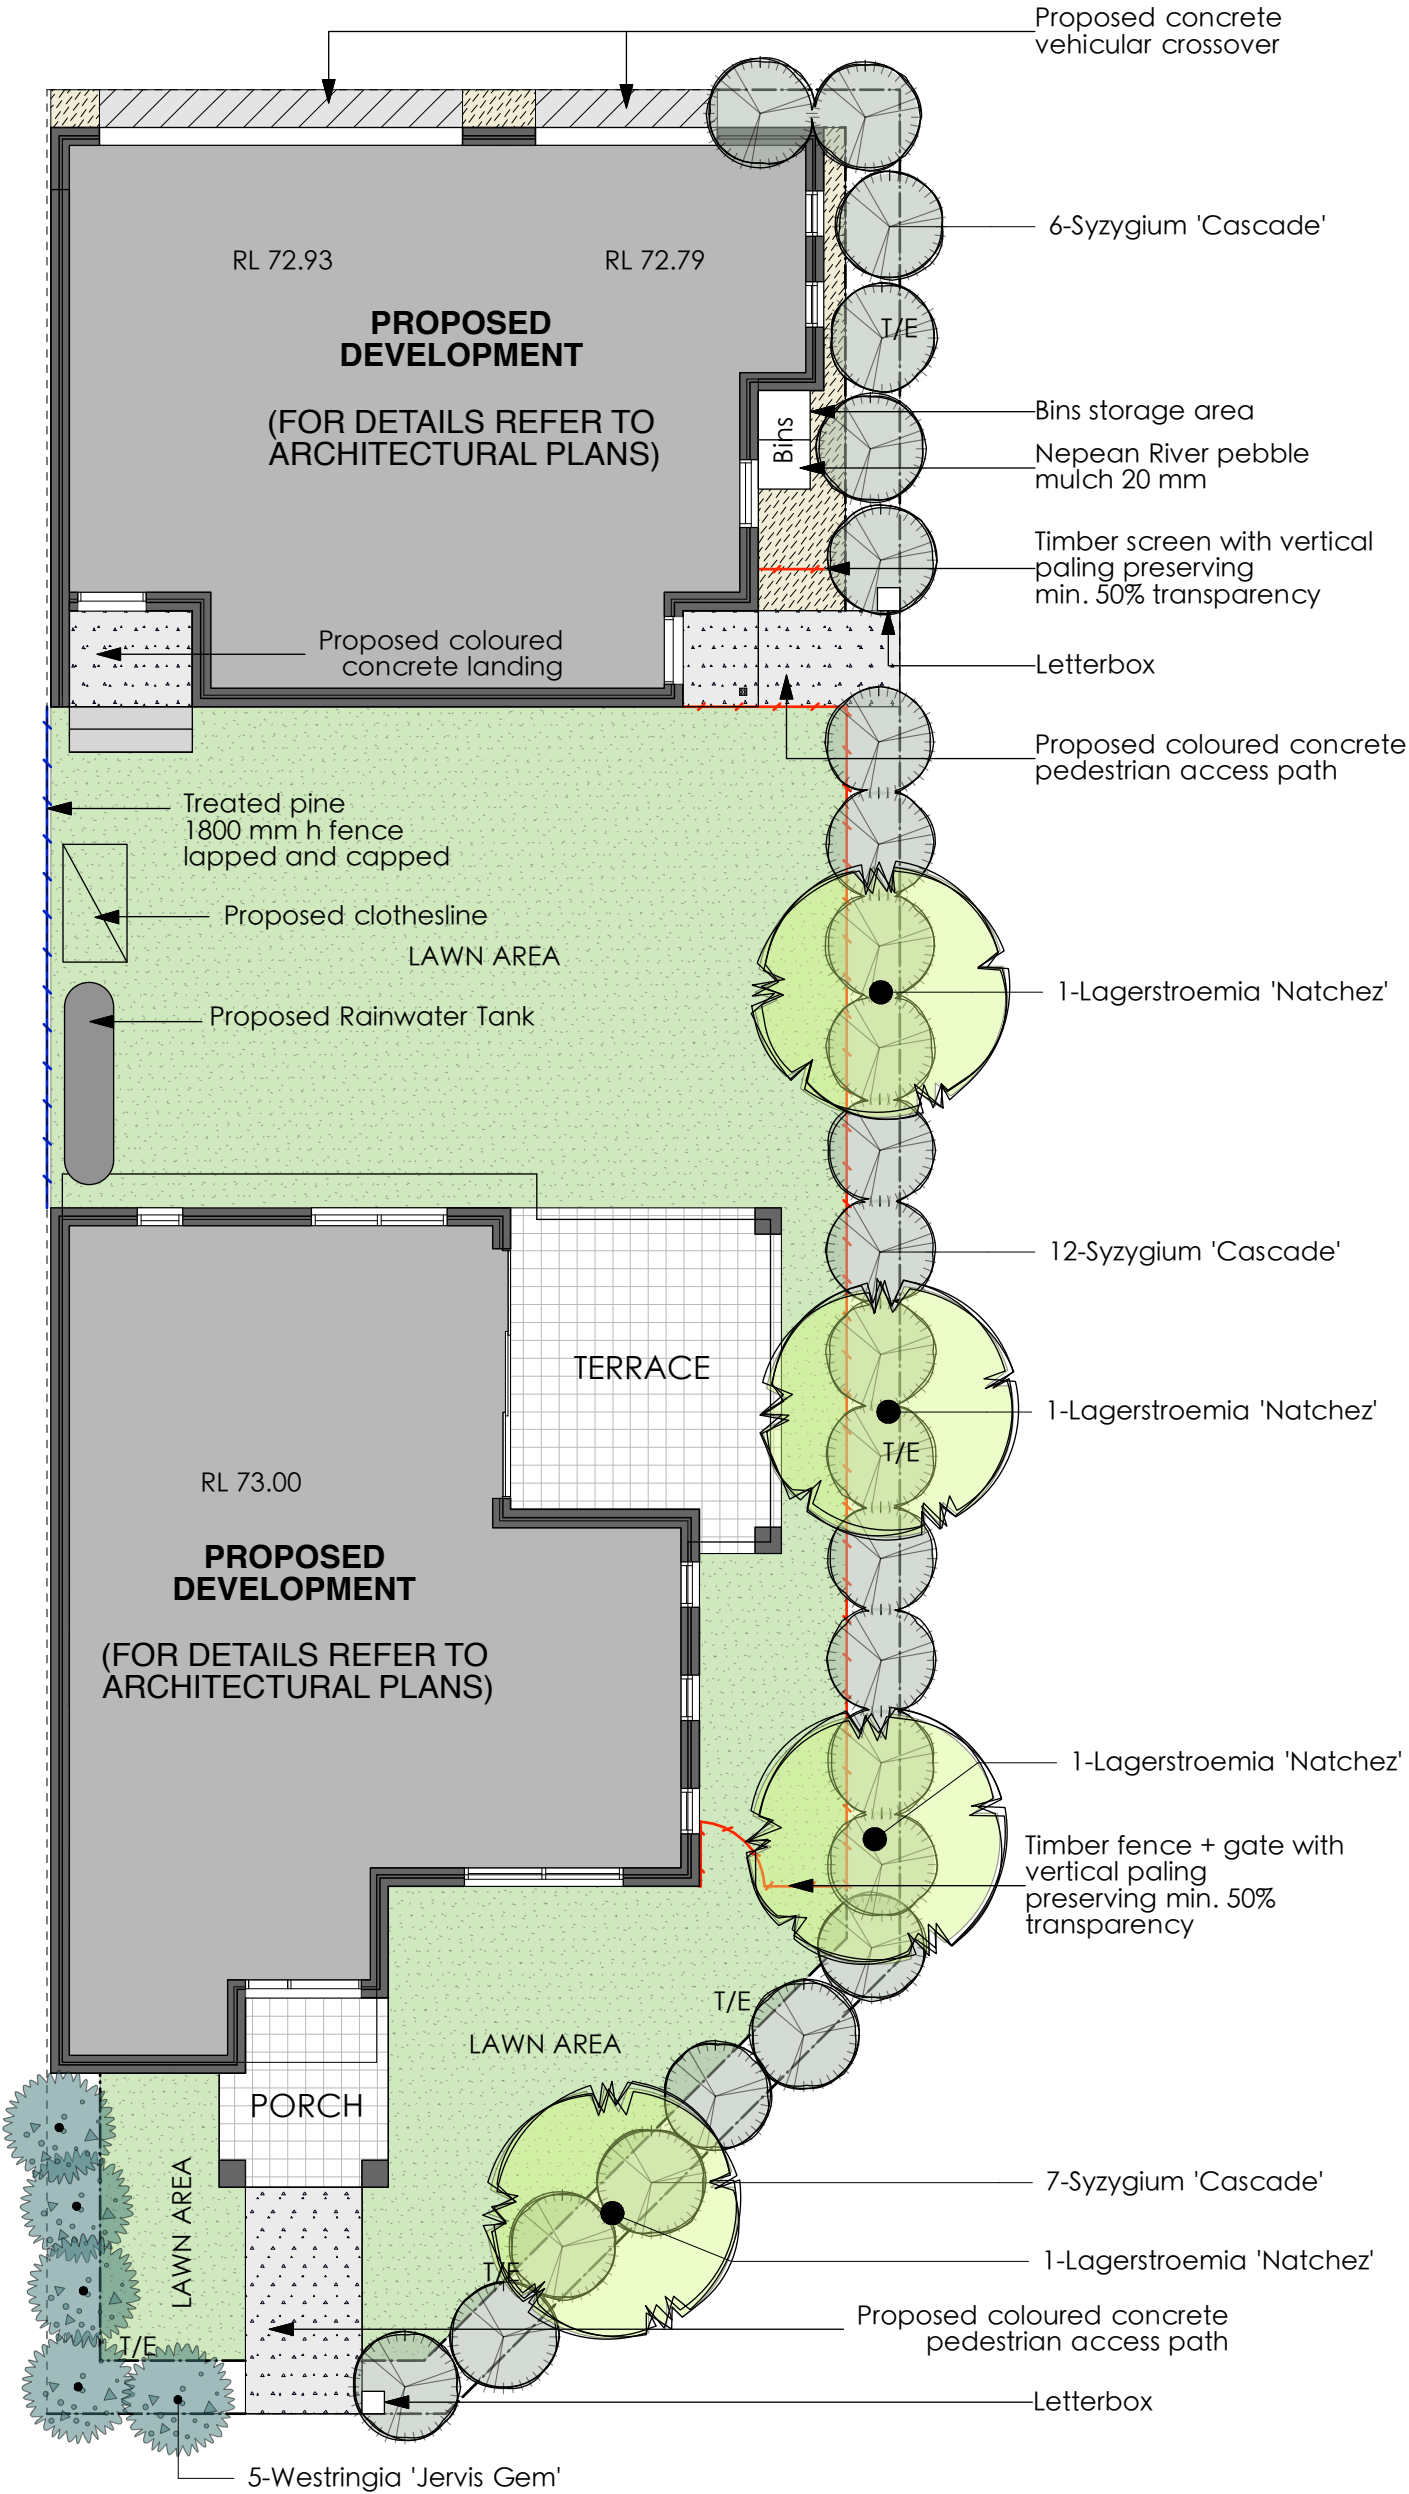 Proposed concrete
vehicular crossover
6-Syzygium 'Cascade'
RL 72.93
RL 72.79
PROPOSED
DEVELOPMENT
(FOR DETAILS REFER TO
ARCHITECTURAL PLANS)
T/E
Bins
Bins storage area
Nepean River pebble
mulch 20 mm
Timber screen with vertical
paling preserving
min. 50% transparency
Proposed coloured
concrete landing
Letterbox
Proposed coloured concrete
pedestrian access path
Treated pine
1800 mm h fence
lapped and capped
Proposed clothesline
LAWN AREA
1-Lagerstroemia 'Natchez'
Proposed Rainwater Tank
12-Syzygium 'Cascade'
TERRACE
1-Lagerstroemia 'Natchez'
T/E
RL 73.00
PROPOSED
DEVELOPMENT
(FOR DETAILS REFER TO
ARCHITECTURAL PLANS)
1-Lagerstroemia 'Natchez'
Timber fence + gate with
vertical paling
preserving min. 50%
transparency
T/E
LAWN AREA
PORCH
LAWN AREA
7-Syzygium 'Cascade'
1-Lagerstroemia 'Natchez'
T/E
Proposed coloured concrete
pedestrian access path
T/E
Letterbox
5-Westringia 'Jervis Gem'